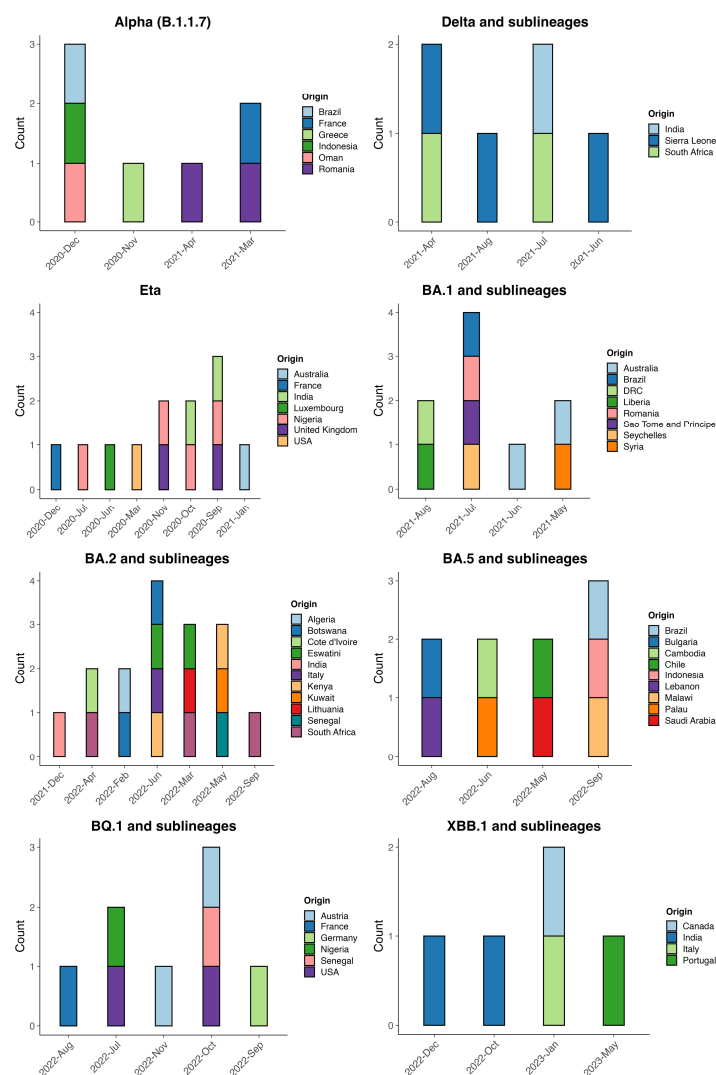 Alpha (B.1.1.7)
Count
3
2
1
0
2020-Dec
2020-Nov
2021-Apr
2021-Mar
Origin
Brazil
France
Greece
Indonesia
Oman
Romania
Delta and sublineages
Count
2
1
0
2021-Apr
2021-Aug
2021-Jul
2021-Jun
Origin
India
Sierra Leone
South Africa
Eta
Count
4
3
2
1
0
2020-Dec
2020-Jul
2020-Jun
2020-Mar
2020-Nov
2020-Oct
2020-Sep
2021-Jan
Origin
Australia
France
India
Luxembourg
Nigeria
United Kingdom
USA
BA.1 and sublineages
Count
4
3
2
1
0
2021-Aug
2021-Jul
2021-Jun
2021-May
Origin
Australia
Brazil
DRC
Liberia
Romania
Sao Tome and Principe
Seychelles
Syria
BA.2 and sublineages
Count
4
3
2
1
0
2021-Dec
2022-Apr
2022-Feb
2022-Jun
2022-Mar
2022-May
2022-Sep
Origin
Algeria
Botswana
Cote d'Ivoire
Eswatini
India
Italy
Kenya
Kuwait
Lithuania
Senegal
South Africa
BA.5 and sublineages
Count
3
2
1
0
2022-Aug
2022-Jun
2022-May
2022-Sep
Origin
Brazil
Bulgaria
Cambodia
Chile
Indonesia
Lebanon
Malawi
Palau
Saudi Arabia
BQ.1 and sublineages
Count
3
2
1
0
2022-Aug
2022-Jul
2022-Nov
2022-Oct
2022-Sep
Origin
Austria
France
Germany
Nigeria
Senegal
USA
XBB.1 and sublineages
Count
2
1
0
2022-Dec
2022-Oct
2023-Jan
2023-May
Origin
Canada
India
Italy
Portugal